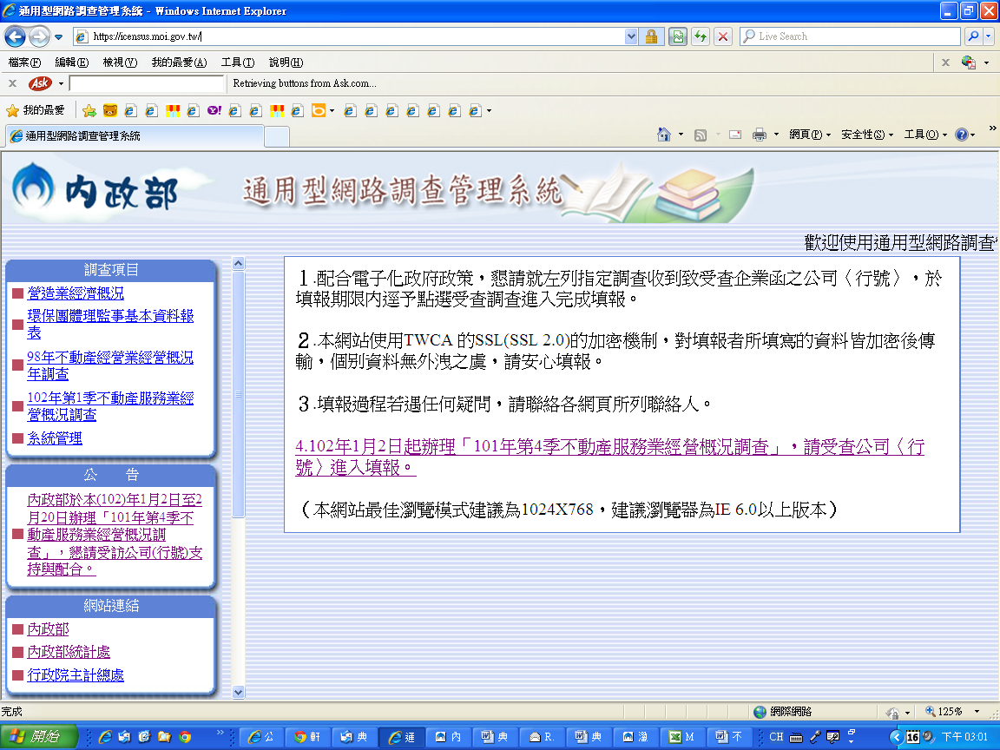 通用型網路調查管理系統 - Windows Internet Explorer
https://icensus.moi.gov.tw/
Live Search
檔案(F) 編輯(E) 檢視(V) 我的最愛(A) 工具(T) 說明(H)
Ask
Retrieving buttons from Ask.com...
我的最愛
通用型網路調查管理系統
網頁(P) 安全性(S) 工具(O)
內政部
通用型網路調查管理系統
歡迎使用通用型網路調查
調查項目
營造業經濟概況
環保團體理監事基本資料報
表
98年不動產經營業經營概況
年調查
102年第1季不動產服務業經
營概況調查
系統管理
公 告
內政部於本(102)年1月2日至2
月20日辦理「101年第4季不
動產服務業經營概況調
查」，懇請受訪公司(行號)支
持與配合。
網站連結
內政部
內政部統計處
行政院主計總處
１.配合電子化政府政策，懇請就左列指定調查收到致受查企業函之公司〈行號〉，於
填報期限內逕予點選受查調查進入完成填報。
２.本網站使用TWCA 的SSL(SSL 2.0)的加密機制，對填報者所填寫的資料皆加密後傳
輸，個別資料無外洩之虞，請安心填報。
３.填報過程若遇任何疑問，請聯絡各網頁所列聯絡人。
4.102年1月2日起辦理「101年第4季不動產服務業經營概況調查」，請受查公司〈行
號〉進入填報。
（本網站最佳瀏覽模式建議為1024X768，建議瀏覽器為IE 6.0以上版本）
完成
網際網路
125%
開始
公
軒
典
通
內
典
R.
典
M
不
CH
16
下午 03:01